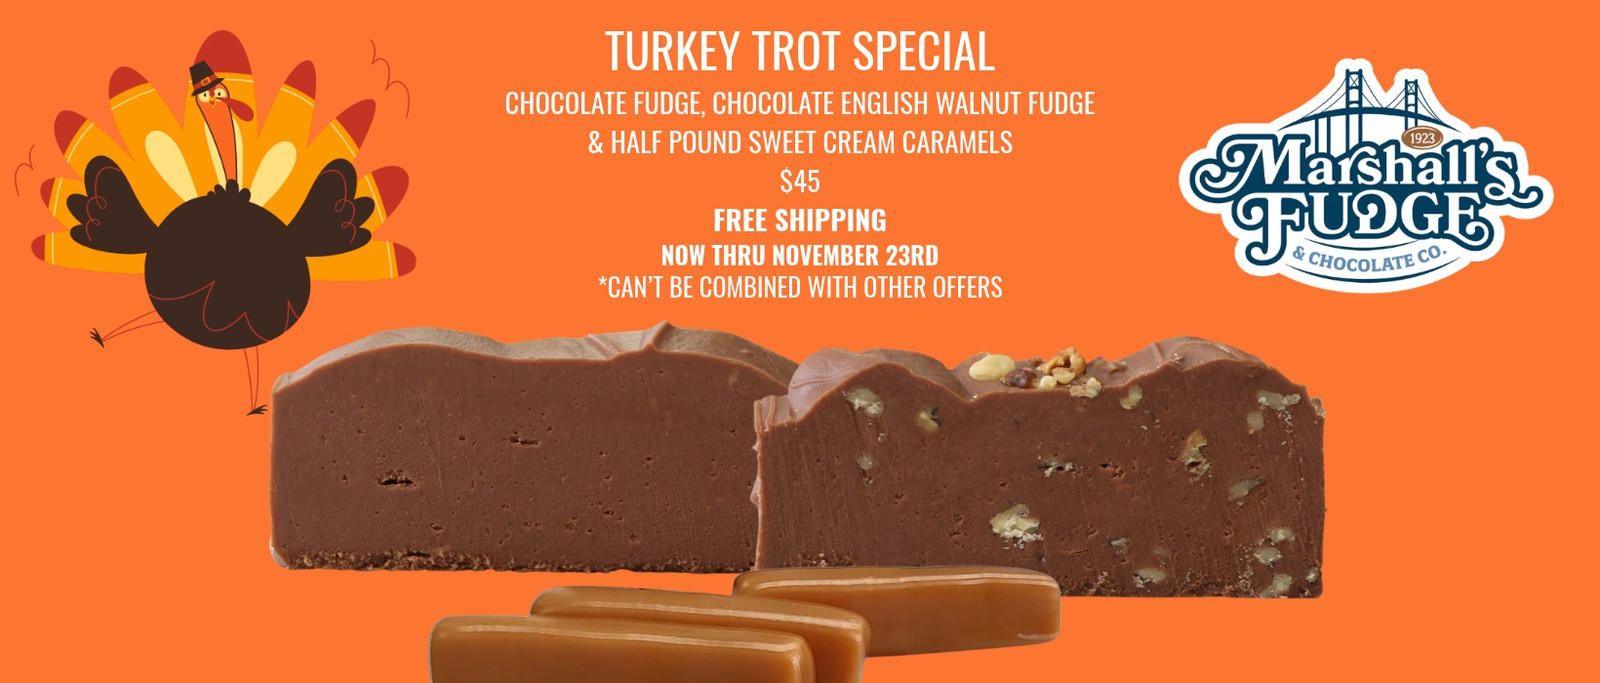 TURKEY TROT SPECIAL
CHOCOLATE FUDGE, CHOCOLATE ENGLISH WALNUT FUDGE
& HALF POUND SWEET CREAM CARAMELS
$45
FREE SHIPPING
NOW THRU NOVEMBER 23RD
*CAN'T BE COMBINED WITH OTHER OFFERS
1923
Marshall's
FUDGE
& CHOCOLATE CO.